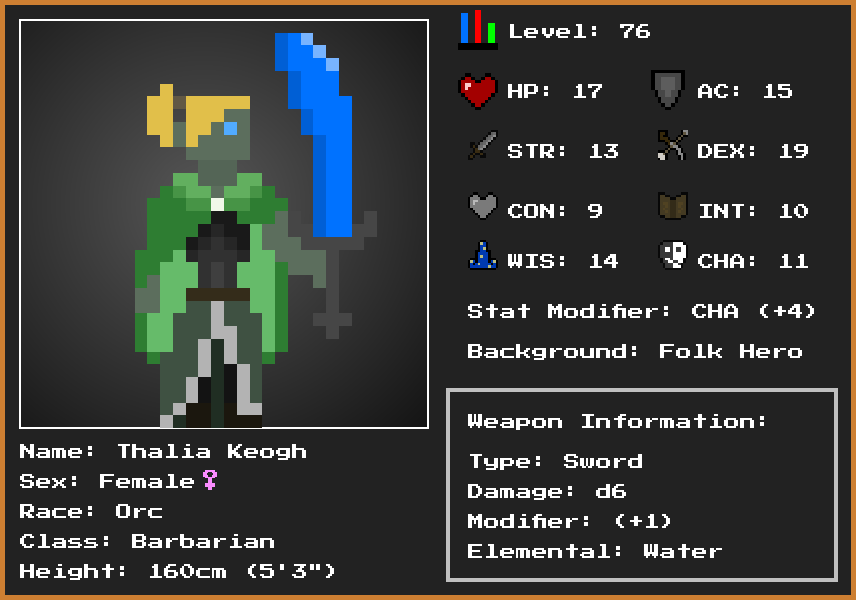 Level: 76
HP: 17
AC: 15
STR: 13
DEX: 19
CON: 9
INT: 10
WIS: 14
CHA: 11
Stat Modifier: CHA (+4)
Background: Folk Hero
Weapon Information:
Type: Sword
Damage: d6
Modifier: (+1)
Elemental: Water
Name: Thalia Keogh
Sex: Female♀
Race: Orc
Class: Barbarian
Height: 160cm (5'3")